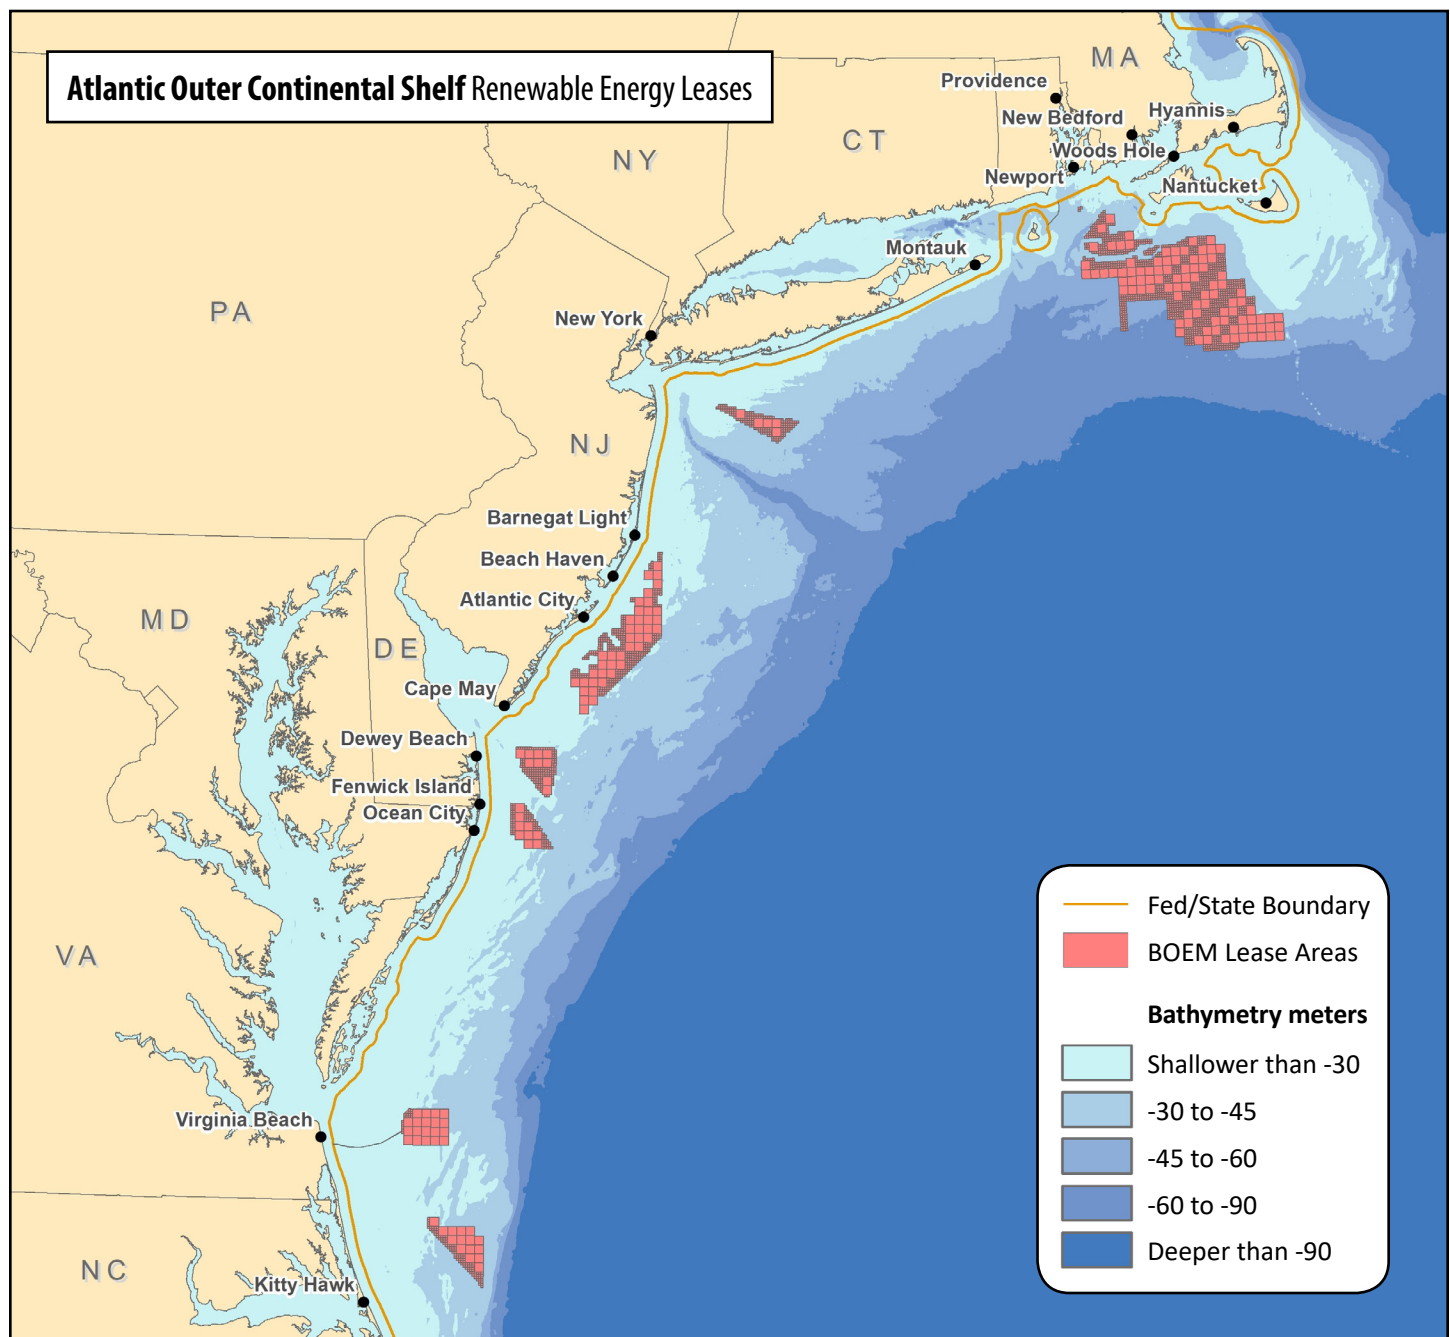 Atlantic Outer Continental Shelf Renewable Energy Leases
MA
Providence
New Bedford
Hyannis
CT
NY
Woods Hole
Newport
Nantucket
Montauk
PA
New York
NJ
Barnegat Light
Beach Haven
Atlantic City
MD
DE
Cape May
Dewey Beach
Fenwick Island
Ocean City
VA
Virginia Beach
NC
Kitty Hawk
Fed/State Boundary
BOEM Lease Areas
Bathymetry meters
Shallower than -30
-30 to -45
-45 to -60
-60 to -90
Deeper than -90